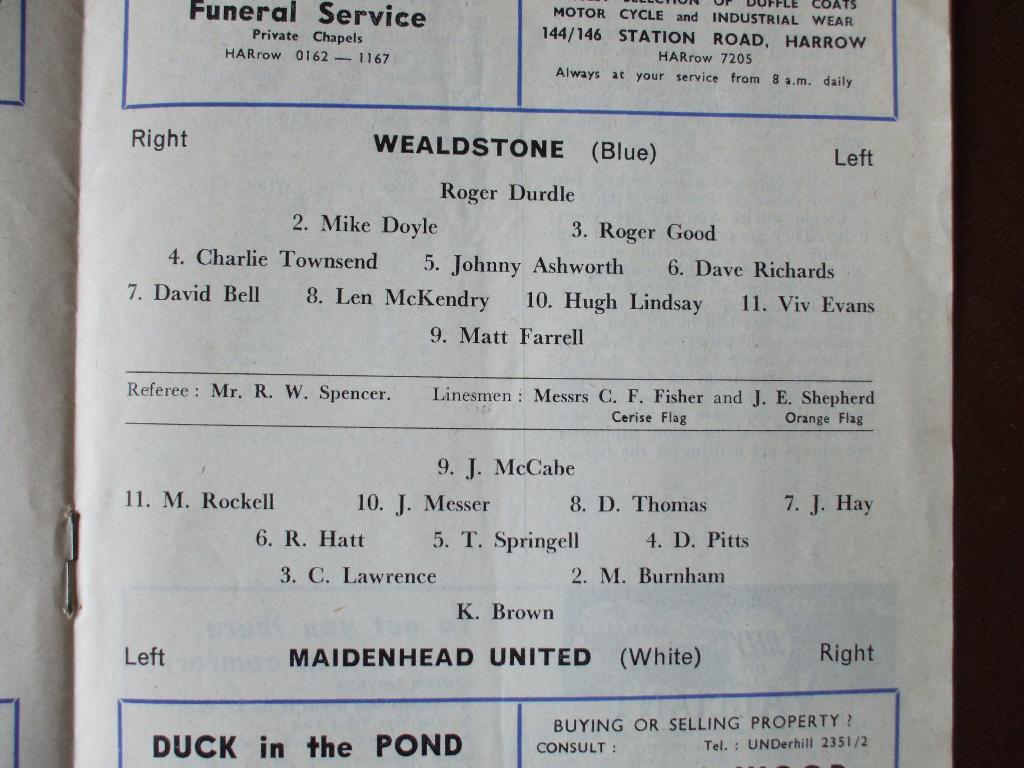 Funeral Service
Private Chapels
HARrow 0162 — 1167
SELECTION OF DUFFLE COATS
MOTOR CYCLE and INDUSTRIAL WEAR
144/146 STATION ROAD, HARROW
HARrow 7205
Always at your service from 8 a.m. daily
Right WEALDSTONE (Blue) Left
Roger Durdle
2. Mike Doyle 3. Roger Good
4. Charlie Townsend 5. Johnny Ashworth 6. Dave Richards
7. David Bell 8. Len McKendry 10. Hugh Lindsay 11. Viv Evans
9. Matt Farrell
Referee : Mr. R. W. Spencer. Linesmen : Messrs C. F. Fisher and J. E. Shepherd
Cerise Flag Orange Flag
9. J. McCabe
11. M. Rockell 10. J. Messer 8. D. Thomas 7. J. Hay
6. R. Hatt 5. T. Springell 4. D. Pitts
3. C. Lawrence 2. M. Burnham
K. Brown
Left MAIDENHEAD UNITED (White) Right
DUCK in the POND
BUYING OR SELLING PROPERTY ?
CONSULT : Tel. : UNDerhill 2351/2